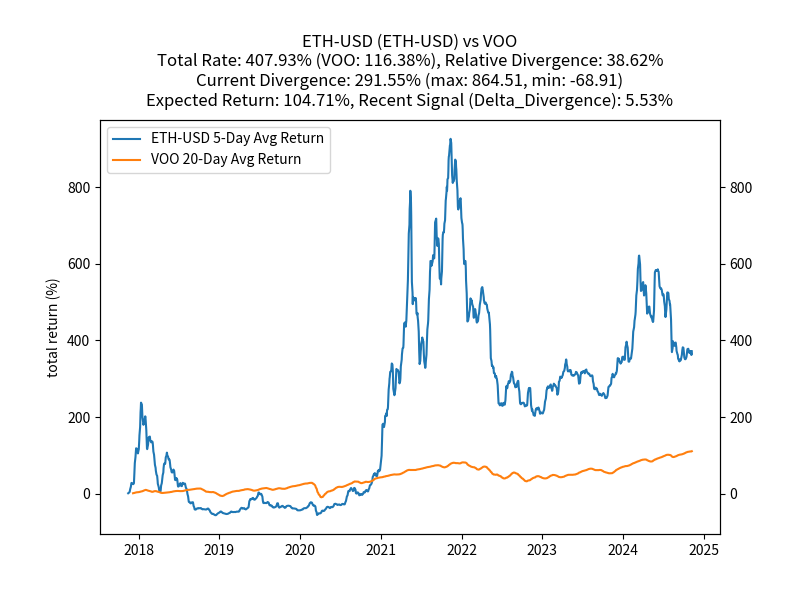 ETH-USD (ETH-USD) vs VOO
Total Rate: 407.93% (VOO: 116.38%), Relative Divergence: 38.62%
Current Divergence: 291.55% (max: 864.51, min: -68.91)
Expected Return: 104.71%, Recent Signal (Delta_Divergence): 5.53%
ETH-USD 5-Day Avg Return
VOO 20-Day Avg Return
total return (%)
800
600
400
200
0
800
600
400
200
0
2018 2019 2020 2021 2022 2023 2024 2025